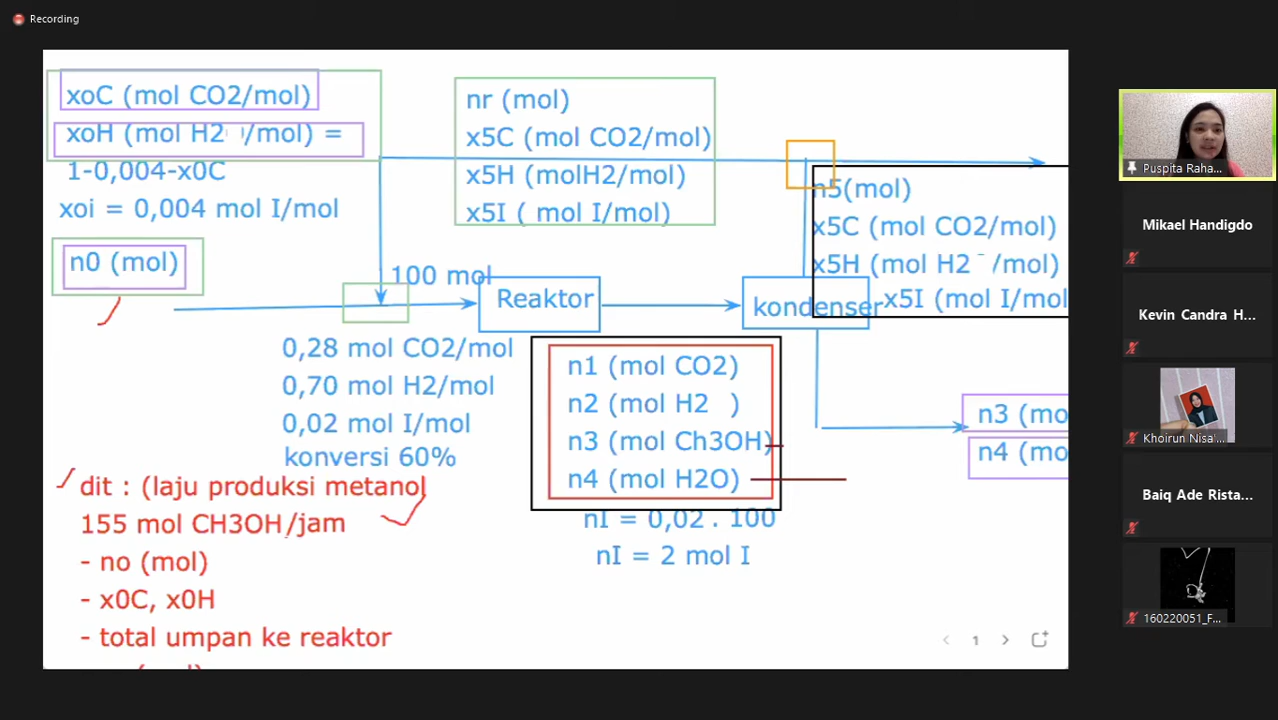 Recording
xoC (mol CO2/mol)
xoH (mol H2 /mol) =
1-0,004-x0C
xoi = 0,004 mol I/mol
n0 (mol)
nr (mol)
x5C (mol CO2/mol)
x5H (molH2/mol)
x5I ( mol I/mol)
n5(mol)
x5C (mol CO2/mol)
x5H (mol H2 /mol)
x5I (mol I/mol
100 mol
Reaktor
kondenser
0,28 mol CO2/mol
0,70 mol H2/mol
0,02 mol I/mol
konversi 60%
n1 (mol CO2)
n2 (mol H2 )
n3 (mol Ch3OH)
n4 (mol H2O)
nI = 0,02 . 100
nI = 2 mol I
n3 (mo
n4 (mo
dit : (laju produksi metanol
155 mol CH3OH/jam
- no (mol)
- x0C, x0H
- total umpan ke reaktor
1
Puspita Raha...
Mikael Handigdo
Kevin Candra H...
Khoirun Nisa'...
Baiq Ade Rista...
160220051_F...